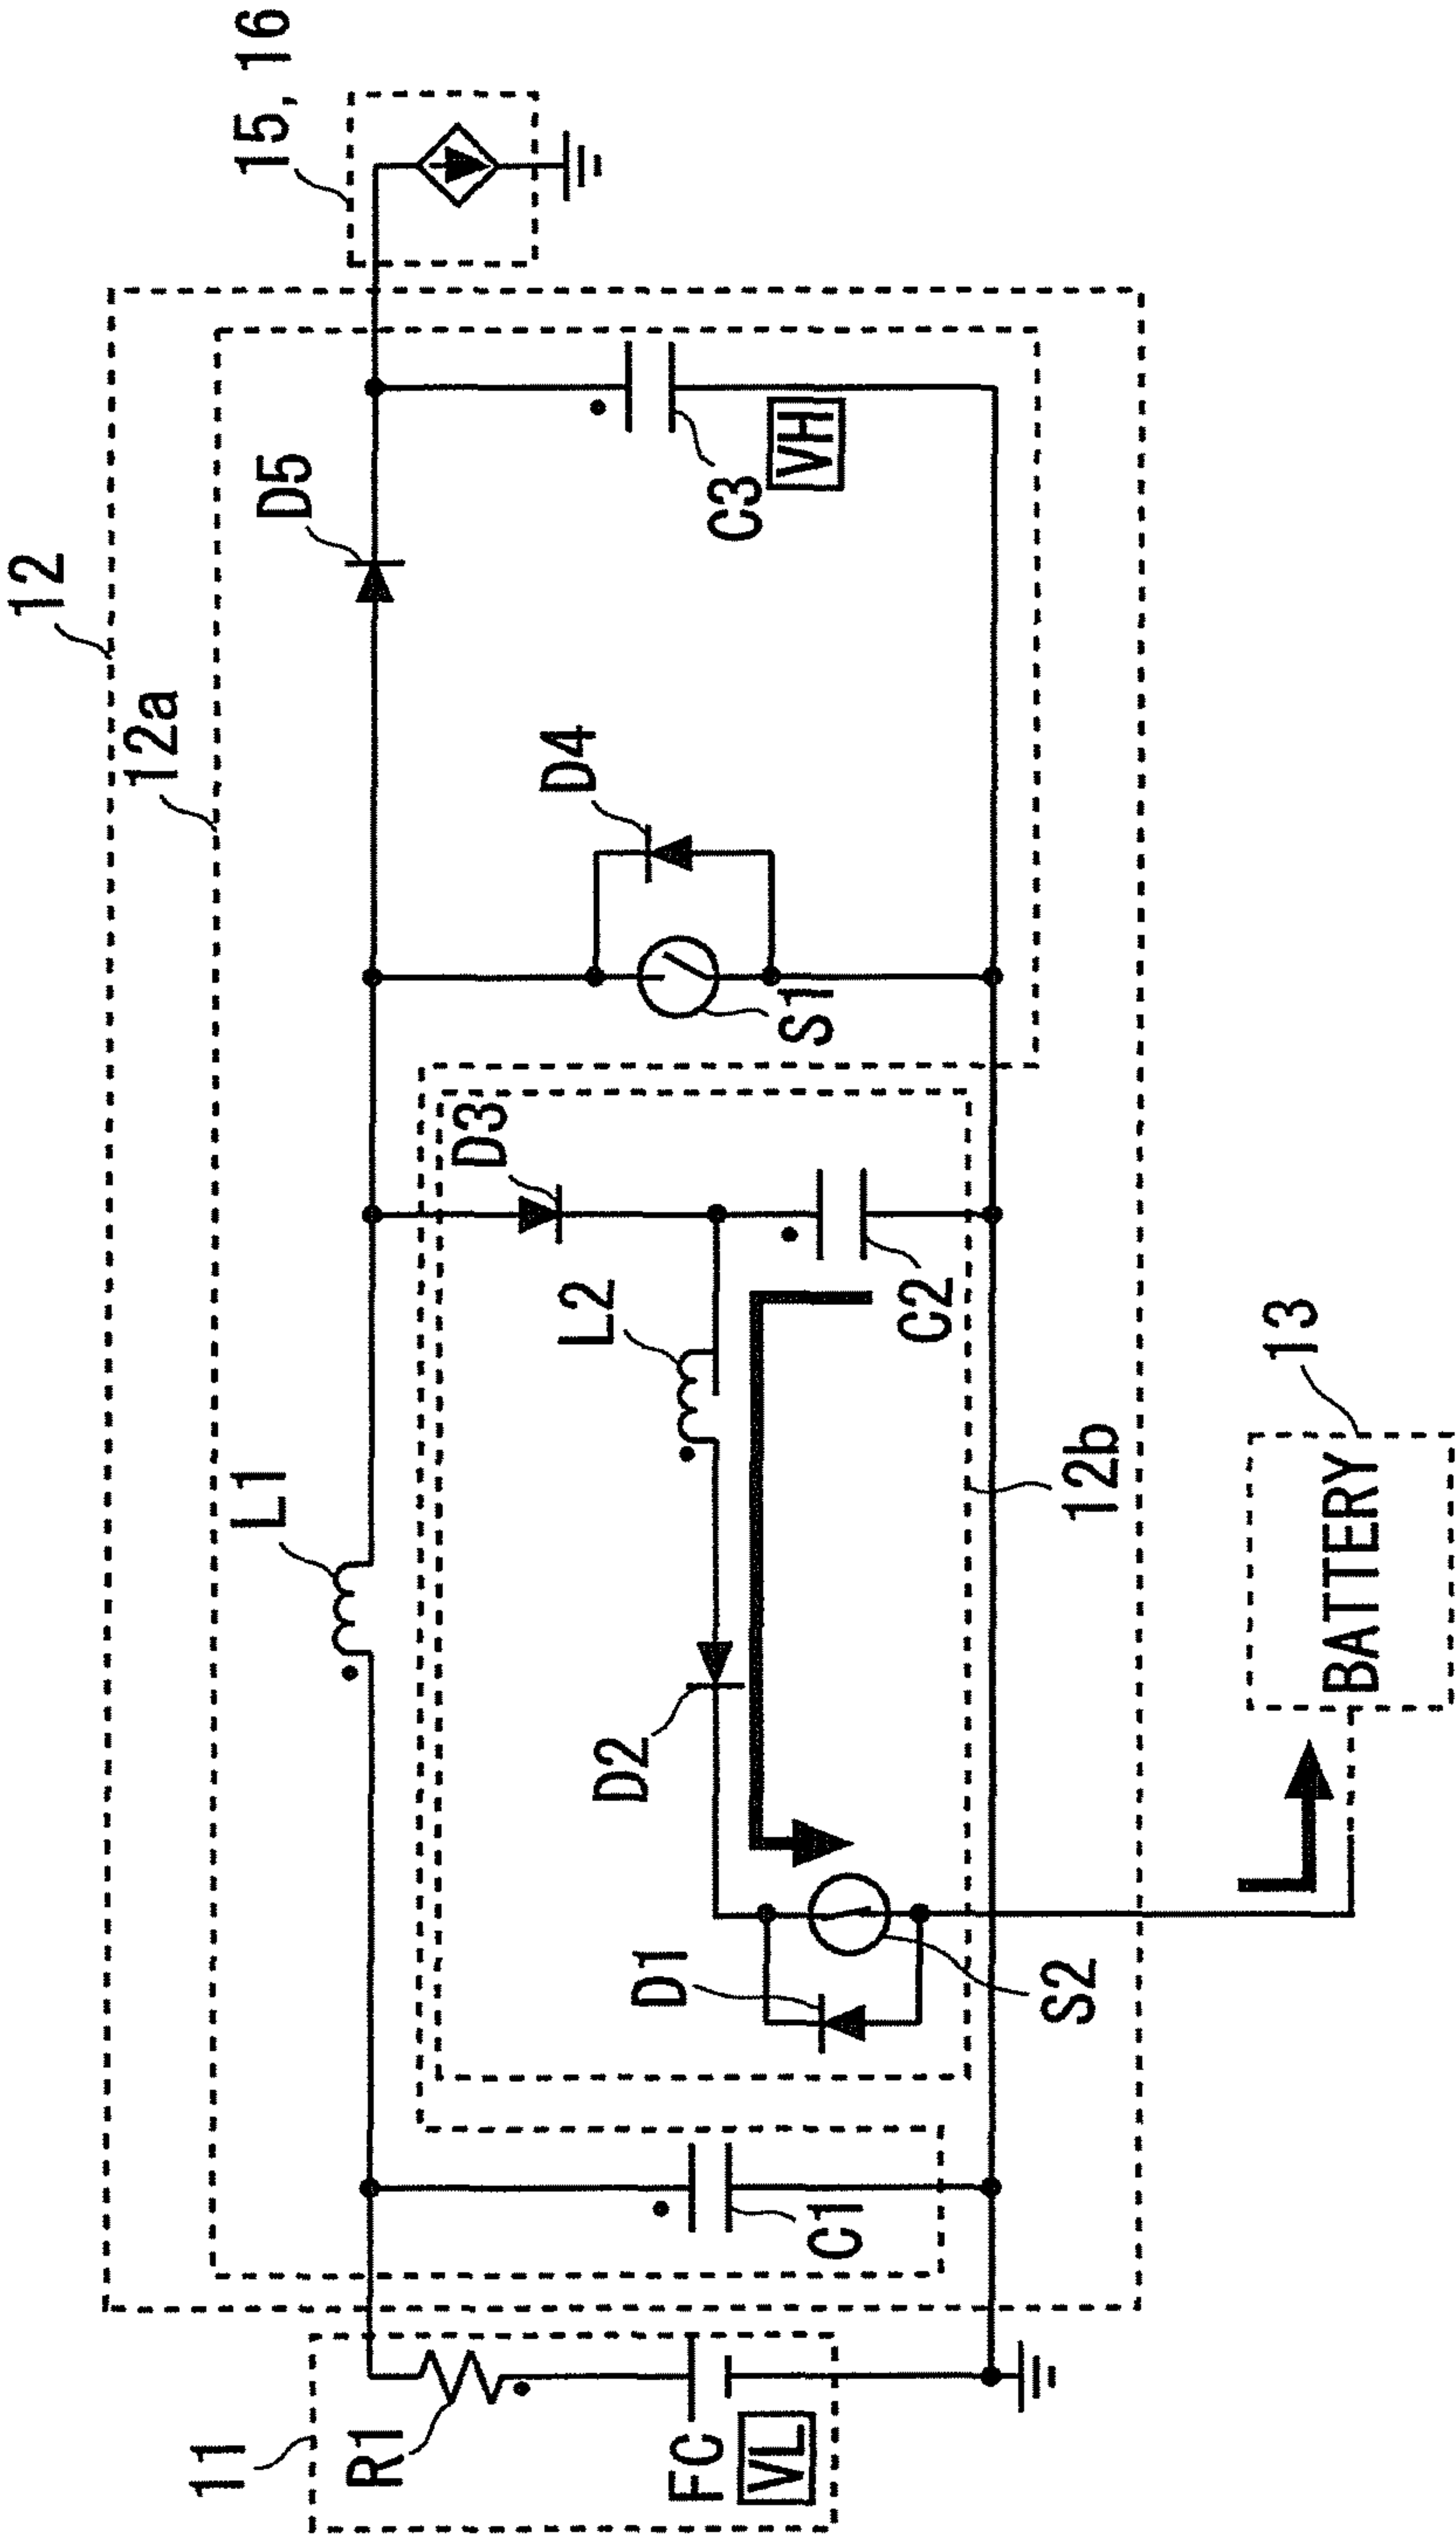 12
12a
15, 16
L1
D5
D4
D3
L2
D2
D1
R1
11
FC
VL
C1
S2
C2
S1
C3
VH
12b
13
BATTERY